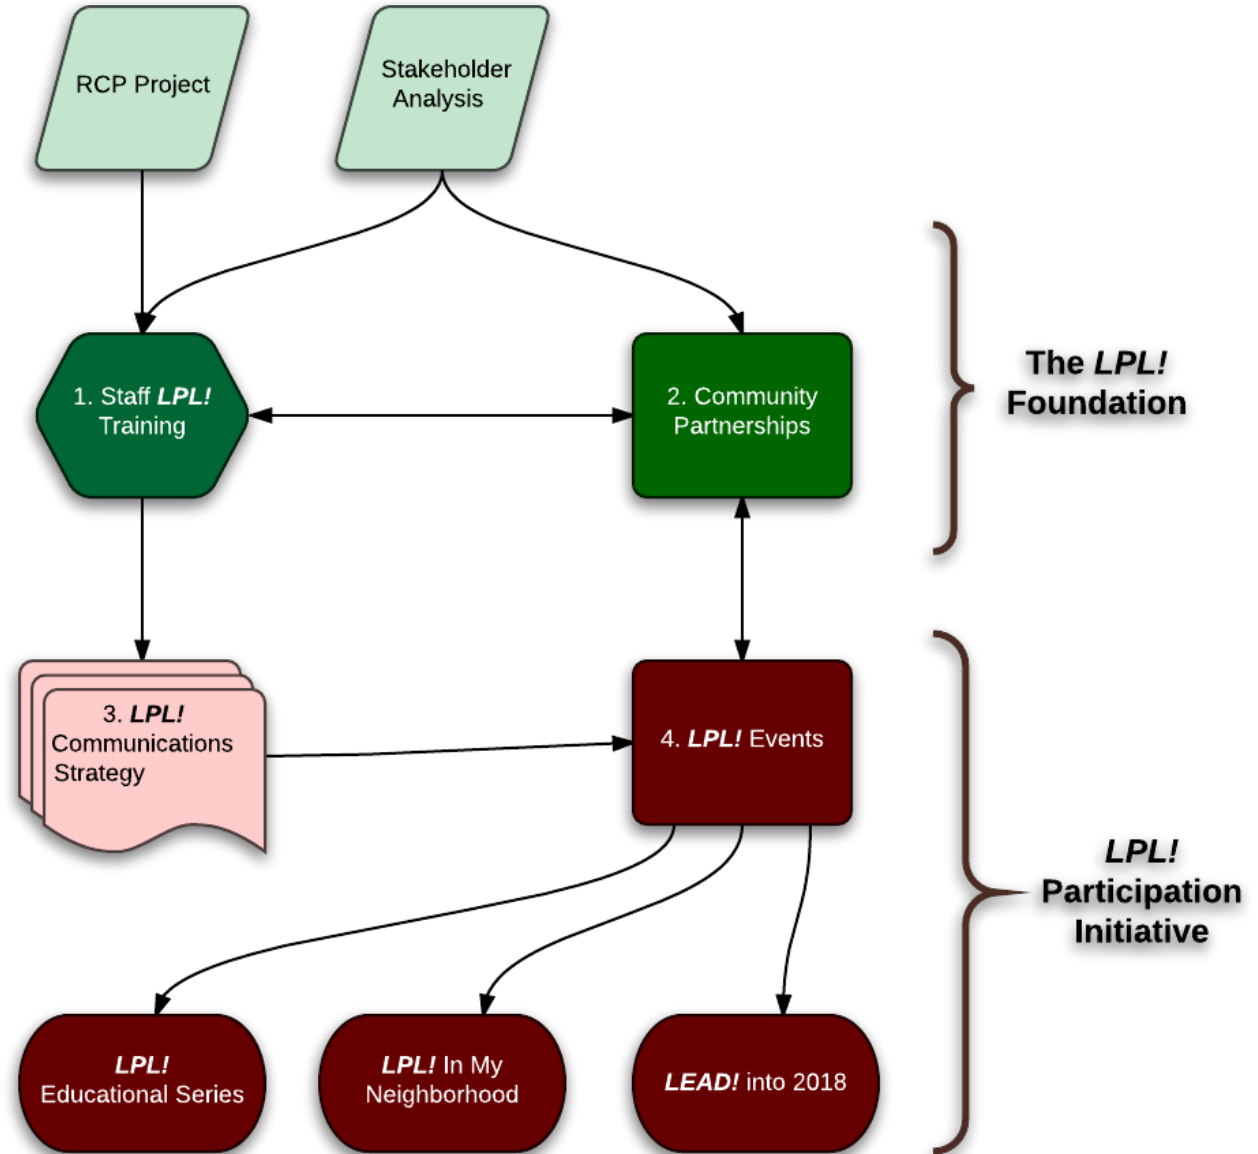 RCP Project
Stakeholder
Analysis
1. Staff LPL!
Training
2. Community
Partnerships
The LPL!
Foundation
3. LPL!
Communications
Strategy
4. LPL! Events
LPL!
Participation
Initiative
LPL!
Educational Series
LPL! In My
Neighborhood
LEAD! into 2018